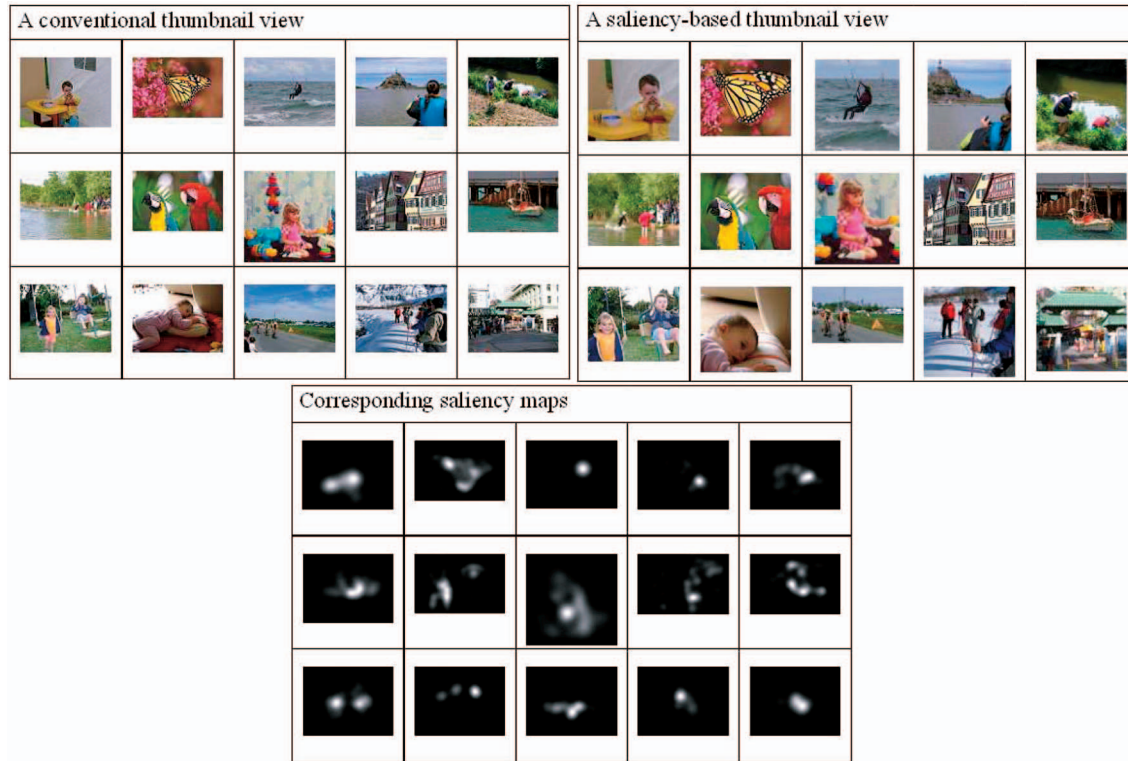 A conventional thumbnail view
A saliency-based thumbnail view
Corresponding saliency maps